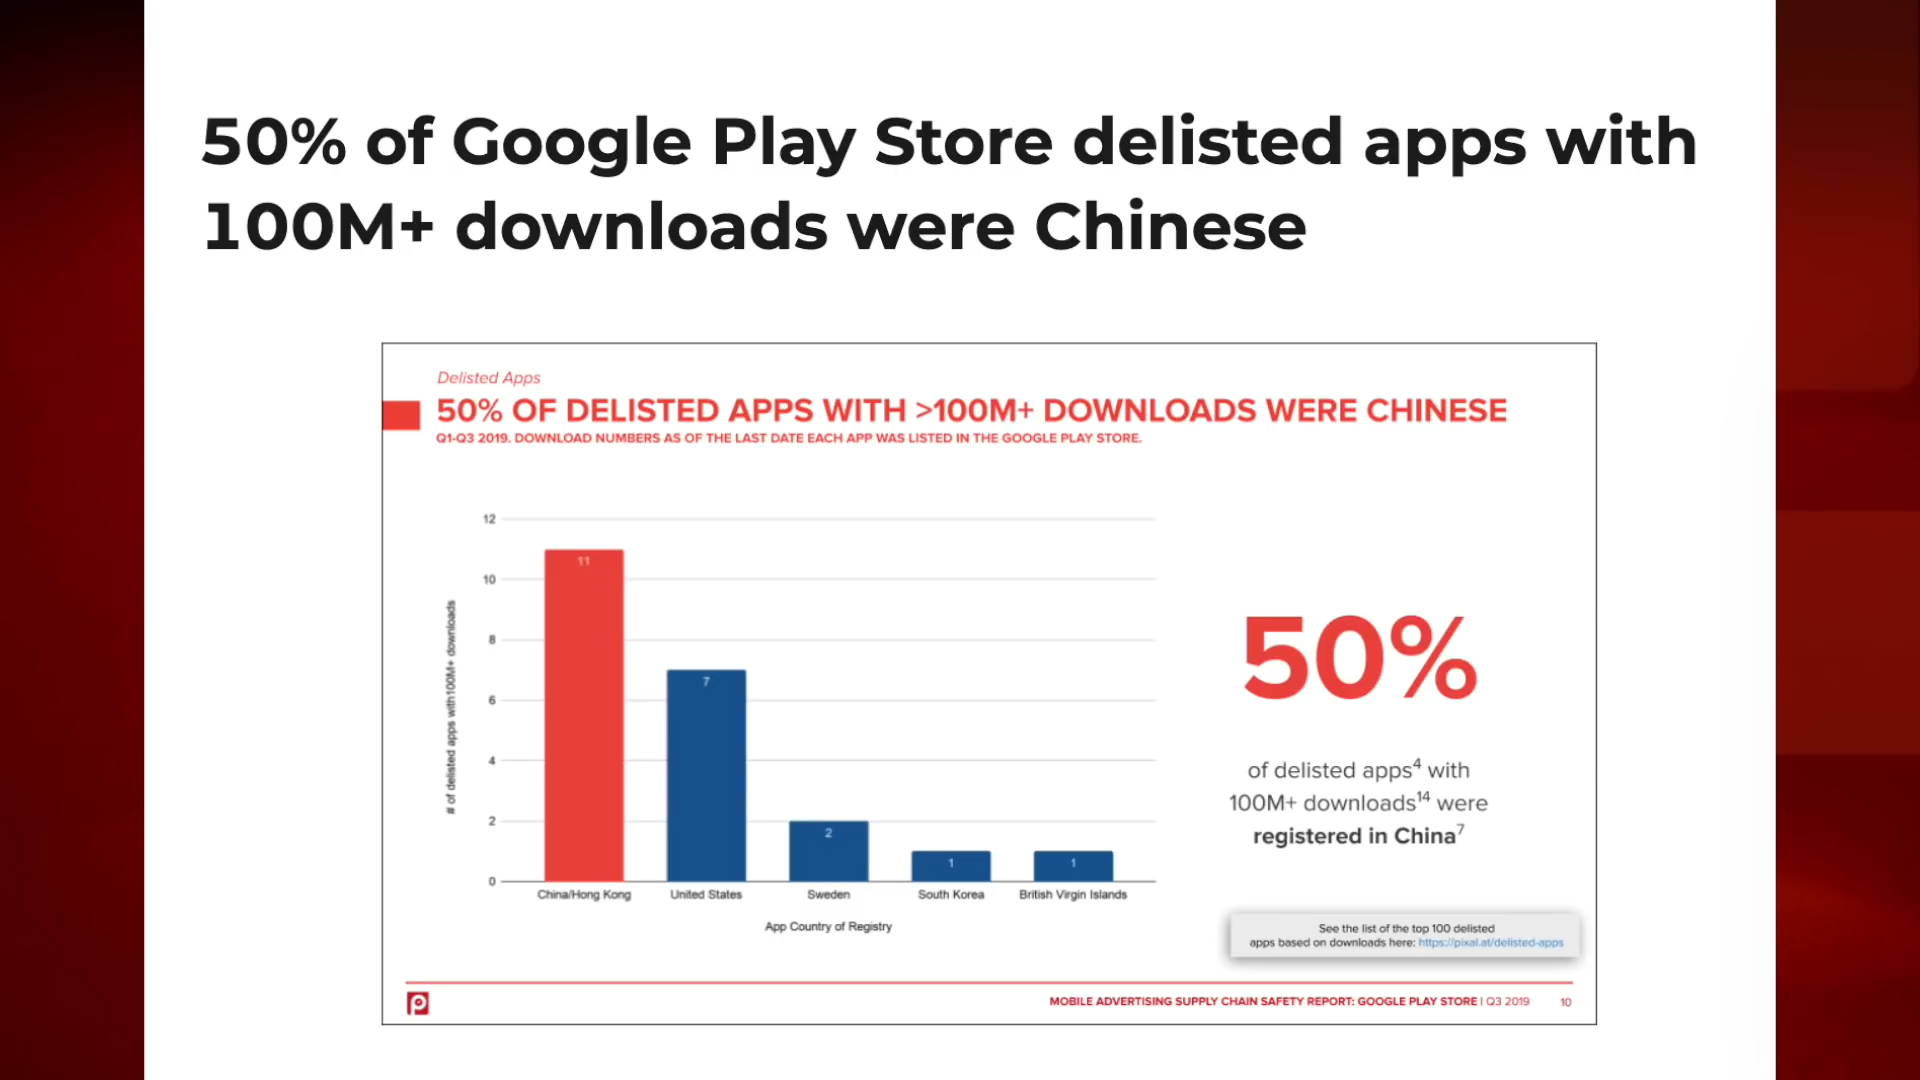 50% of Google Play Store delisted apps with
100M+ downloads were Chinese
Delisted Apps
50% OF DELISTED APPS WITH >100M+ DOWNLOADS WERE CHINESE
Q1-Q3 2019. DOWNLOAD NUMBERS AS OF THE LAST DATE EACH APP WAS LISTED IN THE GOOGLE PLAY STORE.
# of delisted apps with100M+ downloads
12
10
8
6
4
2
0
11
7
2
1
1
China/Hong Kong
United States
Sweden
South Korea
British Virgin Islands
App Country of Registry
50%
of delisted apps⁴ with
100M+ downloads¹⁴ were
registered in China⁷
See the list of the top 100 delisted
apps based on downloads here: https://pixal.at/delisted-apps
MOBILE ADVERTISING SUPPLY CHAIN SAFETY REPORT: GOOGLE PLAY STORE | Q3 2019
10